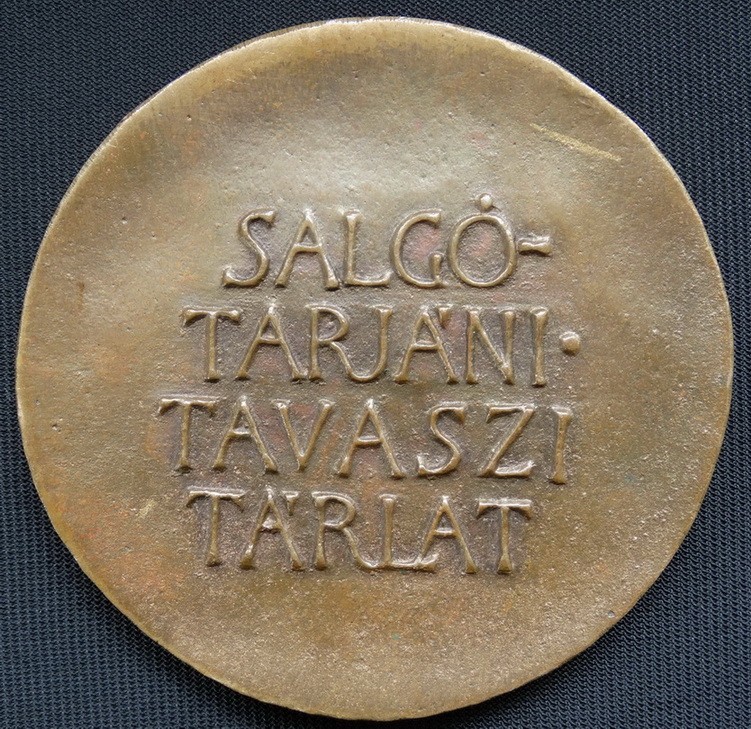 SALGÓ-
TARJÁNI·
TAVASZI
TÁRLAT